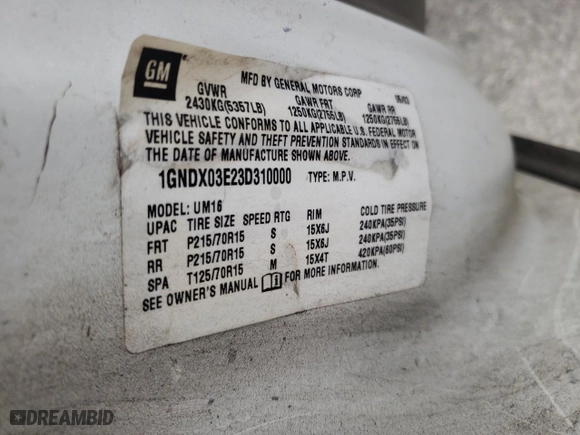 GM
MFD BY GENERAL MOTORS CORP 05/03
GVWR GAWR FRT GAWR RR
2430KG(5357LB) 1250KG(2756LB) 1250KG(2756LB)
THIS VEHICLE CONFORMS TO ALL APPLICABLE U.S. FEDERAL MOTOR
VEHICLE SAFETY AND THEFT PREVENTION STANDARDS IN EFFECT ON
THE DATE OF MANUFACTURE SHOWN ABOVE.
1GNDX03E23D310000 TYPE: M.P.V.
MODEL: UM16
UPAC TIRE SIZE SPEED RTG RIM COLD TIRE PRESSURE
FRT P215/70R15 S 15X6J 240KPA(35PSI)
RR P215/70R15 S 15X6J 240KPA(35PSI)
SPA T125/70R15 M 15X4T 420KPA(60PSI)
SEE OWNER'S MANUAL FOR MORE INFORMATION.
DREAMBID